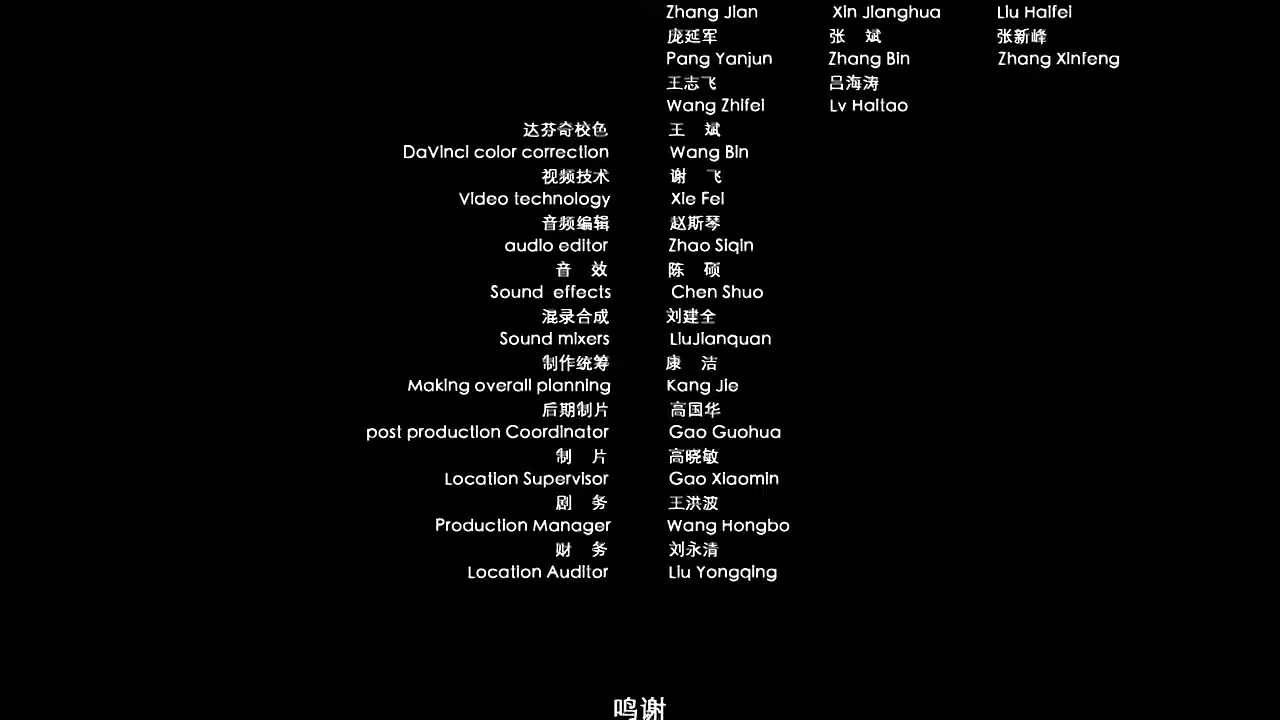 Zhang Jian Xin Jianghua Liu Haifei
庞延军 张 斌 张新峰
Pang Yanjun Zhang Bin Zhang Xinfeng
王志飞 吕海涛
Wang Zhifei Lv Haitao
达芬奇校色 王 斌
DaVinci color correction Wang Bin
视频技术 谢 飞
Video technology Xie Fei
音频编辑 赵斯琴
audio editor Zhao Siqin
音 效 陈 硕
Sound effects Chen Shuo
混录合成 刘建全
Sound mixers LiuJianquan
制作统筹 康 洁
Making overall planning Kang Jie
后期制片 高国华
post production Coordinator Gao Guohua
制 片 高晓敏
Location Supervisor Gao Xiaomin
剧 务 王洪波
Production Manager Wang Hongbo
财 务 刘永清
Location Auditor Liu Yongqing
鸣谢